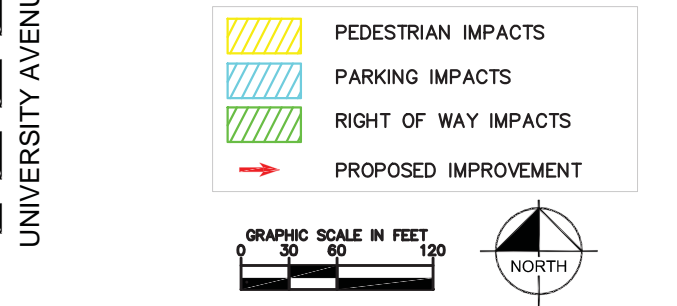 UNIVERSITY AVENU
PEDESTRIAN IMPACTS
PARKING IMPACTS
RIGHT OF WAY IMPACTS
PROPOSED IMPROVEMENT
GRAPHIC SCALE IN FEET
0 30 60 120
NORTH